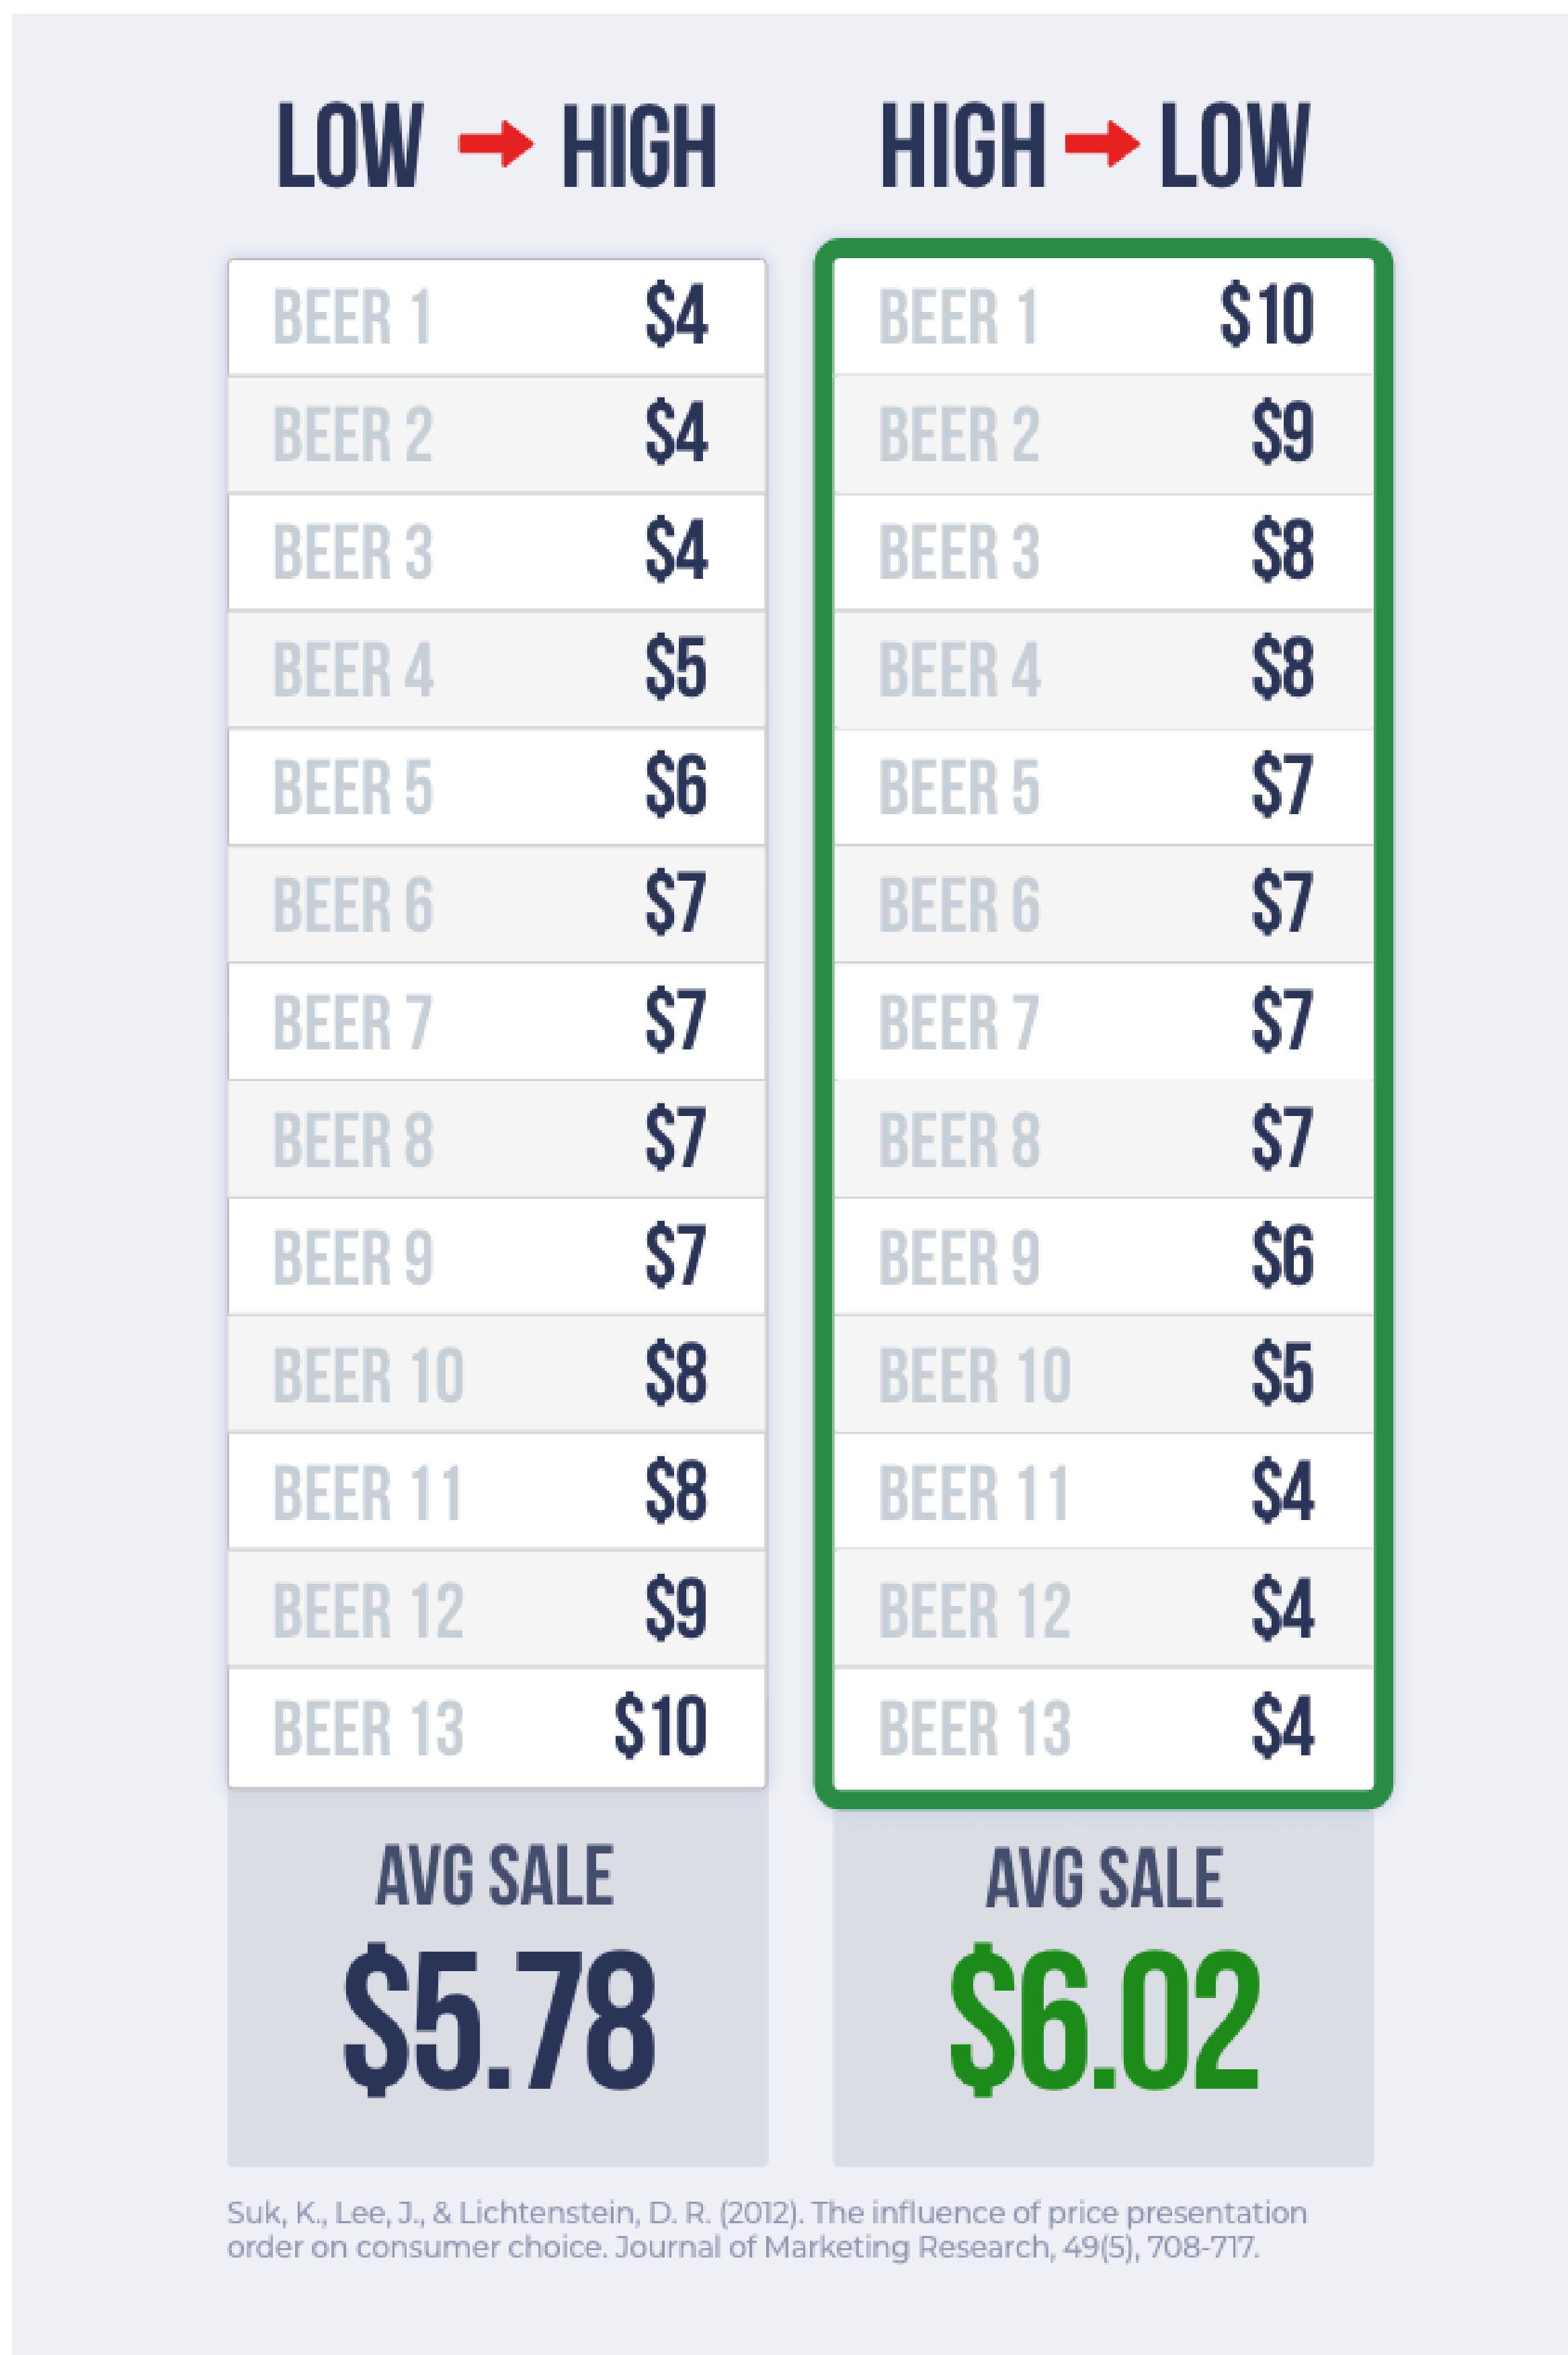 LOW → HIGH
BEER 1 $4
BEER 2 $4
BEER 3 $4
BEER 4 $5
BEER 5 $6
BEER 6 $7
BEER 7 $7
BEER 8 $7
BEER 9 $7
BEER 10 $8
BEER 11 $8
BEER 12 $9
BEER 13 $10
AVG SALE
$5.78
HIGH → LOW
BEER 1 $10
BEER 2 $9
BEER 3 $8
BEER 4 $8
BEER 5 $7
BEER 6 $7
BEER 7 $7
BEER 8 $7
BEER 9 $6
BEER 10 $5
BEER 11 $4
BEER 12 $4
BEER 13 $4
AVG SALE
$6.02
Suk, K., Lee, J., & Lichtenstein, D. R. (2012). The influence of price presentation
order on consumer choice. Journal of Marketing Research, 49(5), 708-717.